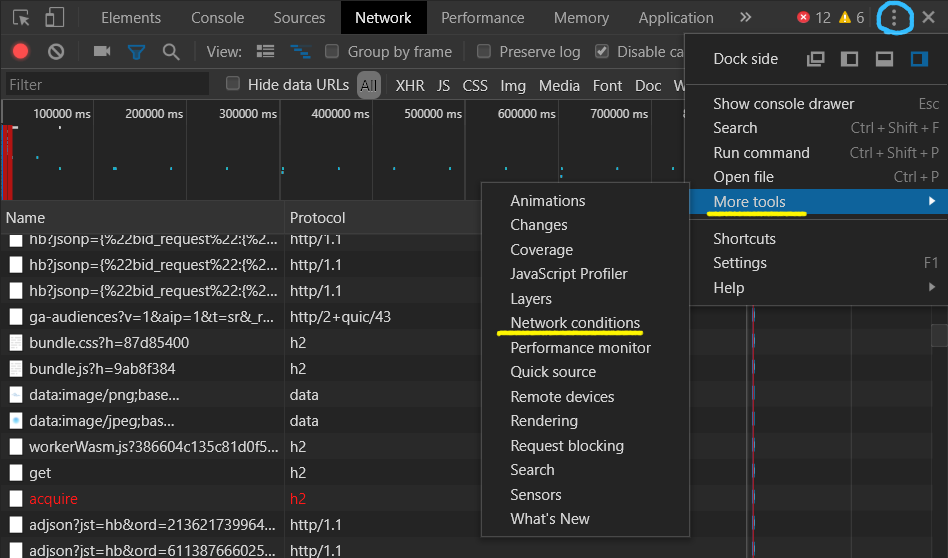 Elements Console Sources Network Performance Memory Application » 12 6
View: Group by frame Preserve log Disable ca
Filter Hide data URLs All XHR JS CSS Img Media Font Doc W
100000 ms 200000 ms 300000 ms 400000 ms 500000 ms 600000 ms 700000 ms
Dock side
Show console drawer Esc
Search Ctrl + Shift + F
Run command Ctrl + Shift + P
Open file Ctrl + P
More tools
Shortcuts
Settings F1
Help
Animations
Changes
Coverage
JavaScript Profiler
Layers
Network conditions
Performance monitor
Quick source
Remote devices
Rendering
Request blocking
Search
Sensors
What's New
Name Protocol
hb?jsonp={%22bid_request%22:{%2... http/1.1
hb?jsonp={%22bid_request%22:{%2... http/1.1
hb?jsonp={%22bid_request%22:{%2... http/1.1
ga-audiences?v=1&aip=1&t=sr&_r... http/2+quic/43
bundle.css?h=87d85400 h2
bundle.js?h=9ab8f384 h2
data:image/png;base... data
data:image/jpeg;bas... data
workerWasm.js?386604c135c81d0f5... h2
get h2
acquire h2
adjson?jst=hb&ord=213621739964... http/1.1
adjson?jst=hb&ord=611387666025... http/1.1